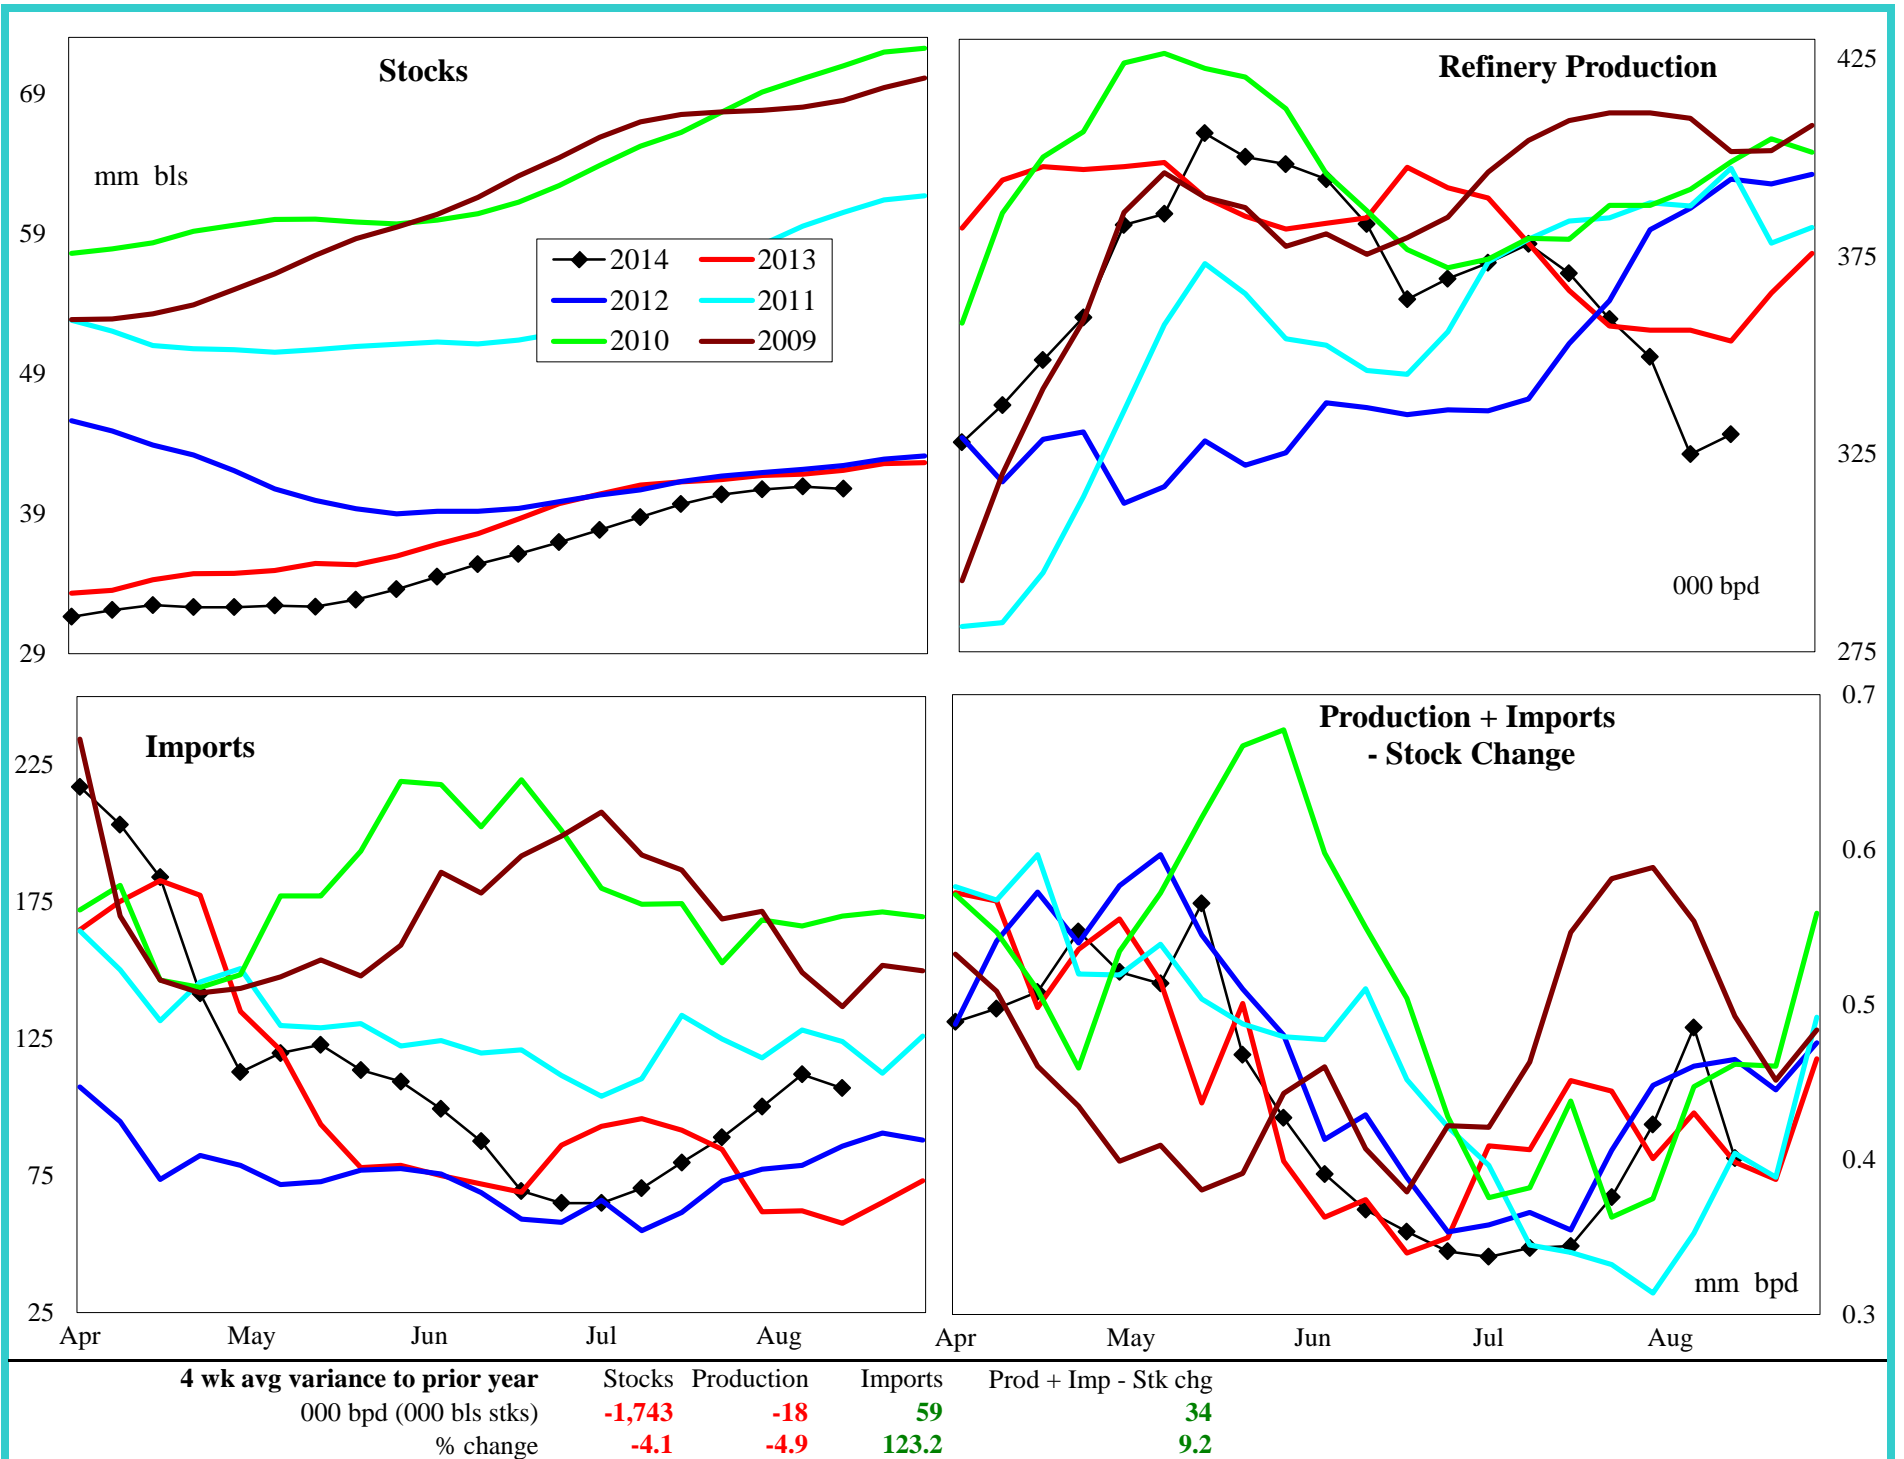 Stocks
mm bls
69
59
49
39
29
2014
2013
2012
2011
2010
2009
Refinery Production
000 bpd
425
375
325
275
Imports
225
175
125
75
25
Apr May Jun Jul Aug
Production + Imports
- Stock Change
mm bpd
0.7
0.6
0.5
0.4
0.3
Apr May Jun Jul Aug
4 wk avg variance to prior year Stocks Production Imports Prod + Imp - Stk chg
000 bpd (000 bls stks) -1,743 -18 59 34
% change -4.1 -4.9 123.2 9.2